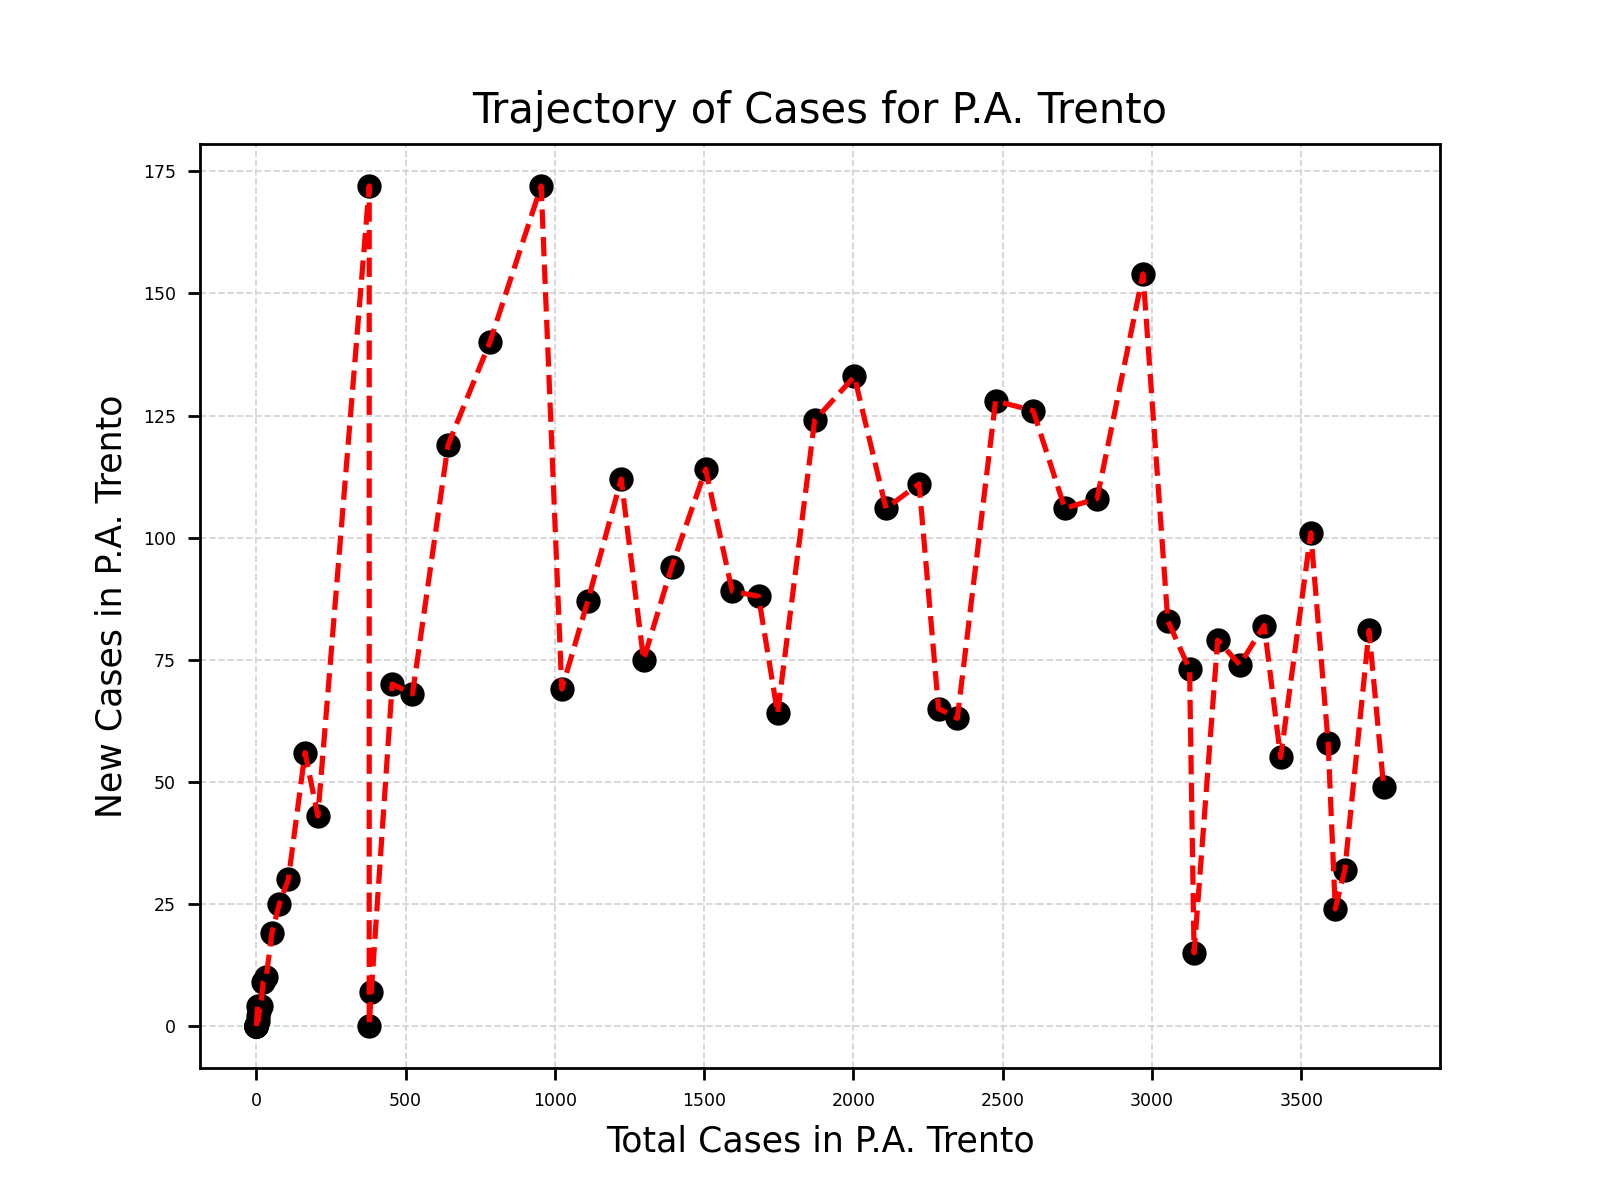 Trajectory of Cases for P.A. Trento
175
150
125
100
75
50
25
0
New Cases in P.A. Trento
0 500 1000 1500 2000 2500 3000 3500
Total Cases in P.A. Trento